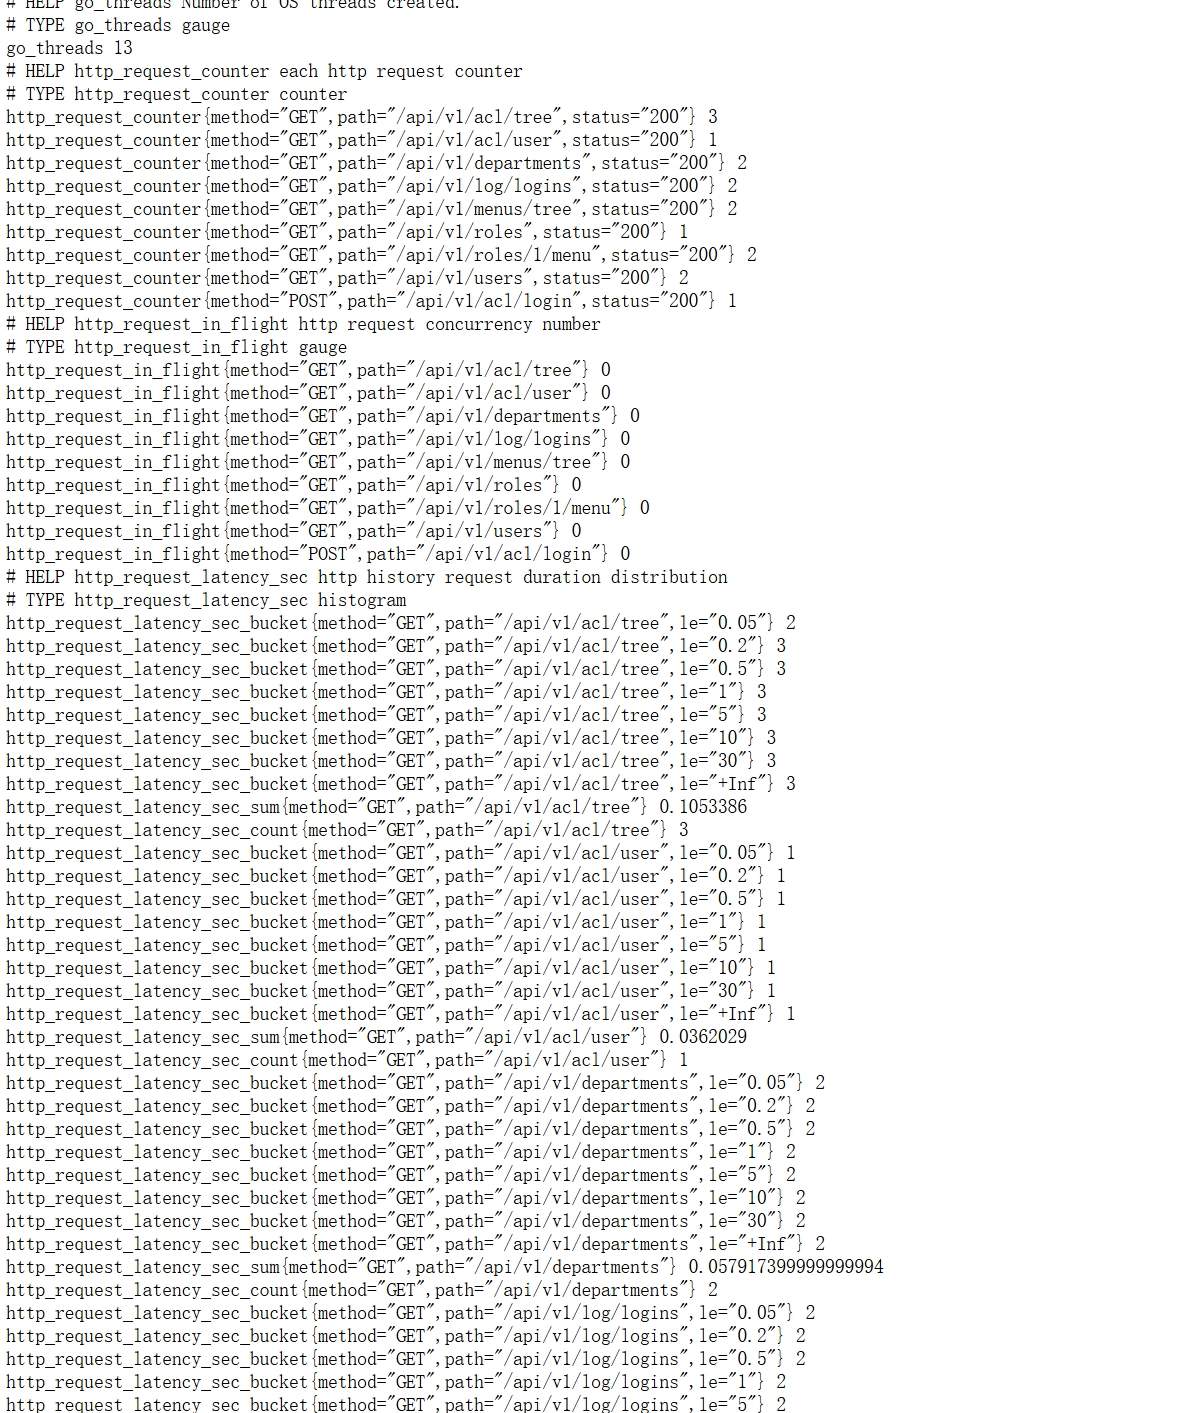 # HELP go_threads Number of OS threads created.
# TYPE go_threads gauge
go_threads 13
# HELP http_request_counter each http request counter
# TYPE http_request_counter counter
http_request_counter{method="GET",path="/api/v1/acl/tree",status="200"} 3
http_request_counter{method="GET",path="/api/v1/acl/user",status="200"} 1
http_request_counter{method="GET",path="/api/v1/departments",status="200"} 2
http_request_counter{method="GET",path="/api/v1/log/logins",status="200"} 2
http_request_counter{method="GET",path="/api/v1/menus/tree",status="200"} 2
http_request_counter{method="GET",path="/api/v1/roles",status="200"} 1
http_request_counter{method="GET",path="/api/v1/roles/1/menu",status="200"} 2
http_request_counter{method="GET",path="/api/v1/users",status="200"} 2
http_request_counter{method="POST",path="/api/v1/acl/login",status="200"} 1
# HELP http_request_in_flight http request concurrency number
# TYPE http_request_in_flight gauge
http_request_in_flight{method="GET",path="/api/v1/acl/tree"} 0
http_request_in_flight{method="GET",path="/api/v1/acl/user"} 0
http_request_in_flight{method="GET",path="/api/v1/departments"} 0
http_request_in_flight{method="GET",path="/api/v1/log/logins"} 0
http_request_in_flight{method="GET",path="/api/v1/menus/tree"} 0
http_request_in_flight{method="GET",path="/api/v1/roles"} 0
http_request_in_flight{method="GET",path="/api/v1/roles/1/menu"} 0
http_request_in_flight{method="GET",path="/api/v1/users"} 0
http_request_in_flight{method="POST",path="/api/v1/acl/login"} 0
# HELP http_request_latency_sec http history request duration distribution
# TYPE http_request_latency_sec histogram
http_request_latency_sec_bucket{method="GET",path="/api/v1/acl/tree",le="0.05"} 2
http_request_latency_sec_bucket{method="GET",path="/api/v1/acl/tree",le="0.2"} 3
http_request_latency_sec_bucket{method="GET",path="/api/v1/acl/tree",le="0.5"} 3
http_request_latency_sec_bucket{method="GET",path="/api/v1/acl/tree",le="1"} 3
http_request_latency_sec_bucket{method="GET",path="/api/v1/acl/tree",le="5"} 3
http_request_latency_sec_bucket{method="GET",path="/api/v1/acl/tree",le="10"} 3
http_request_latency_sec_bucket{method="GET",path="/api/v1/acl/tree",le="30"} 3
http_request_latency_sec_bucket{method="GET",path="/api/v1/acl/tree",le="+Inf"} 3
http_request_latency_sec_sum{method="GET",path="/api/v1/acl/tree"} 0.1053386
http_request_latency_sec_count{method="GET",path="/api/v1/acl/tree"} 3
http_request_latency_sec_bucket{method="GET",path="/api/v1/acl/user",le="0.05"} 1
http_request_latency_sec_bucket{method="GET",path="/api/v1/acl/user",le="0.2"} 1
http_request_latency_sec_bucket{method="GET",path="/api/v1/acl/user",le="0.5"} 1
http_request_latency_sec_bucket{method="GET",path="/api/v1/acl/user",le="1"} 1
http_request_latency_sec_bucket{method="GET",path="/api/v1/acl/user",le="5"} 1
http_request_latency_sec_bucket{method="GET",path="/api/v1/acl/user",le="10"} 1
http_request_latency_sec_bucket{method="GET",path="/api/v1/acl/user",le="30"} 1
http_request_latency_sec_bucket{method="GET",path="/api/v1/acl/user",le="+Inf"} 1
http_request_latency_sec_sum{method="GET",path="/api/v1/acl/user"} 0.0362029
http_request_latency_sec_count{method="GET",path="/api/v1/acl/user"} 1
http_request_latency_sec_bucket{method="GET",path="/api/v1/departments",le="0.05"} 2
http_request_latency_sec_bucket{method="GET",path="/api/v1/departments",le="0.2"} 2
http_request_latency_sec_bucket{method="GET",path="/api/v1/departments",le="0.5"} 2
http_request_latency_sec_bucket{method="GET",path="/api/v1/departments",le="1"} 2
http_request_latency_sec_bucket{method="GET",path="/api/v1/departments",le="5"} 2
http_request_latency_sec_bucket{method="GET",path="/api/v1/departments",le="10"} 2
http_request_latency_sec_bucket{method="GET",path="/api/v1/departments",le="30"} 2
http_request_latency_sec_bucket{method="GET",path="/api/v1/departments",le="+Inf"} 2
http_request_latency_sec_sum{method="GET",path="/api/v1/departments"} 0.057917399999999994
http_request_latency_sec_count{method="GET",path="/api/v1/departments"} 2
http_request_latency_sec_bucket{method="GET",path="/api/v1/log/logins",le="0.05"} 2
http_request_latency_sec_bucket{method="GET",path="/api/v1/log/logins",le="0.2"} 2
http_request_latency_sec_bucket{method="GET",path="/api/v1/log/logins",le="0.5"} 2
http_request_latency_sec_bucket{method="GET",path="/api/v1/log/logins",le="1"} 2
http_request_latency_sec_bucket{method="GET",path="/api/v1/log/logins",le="5"} 2